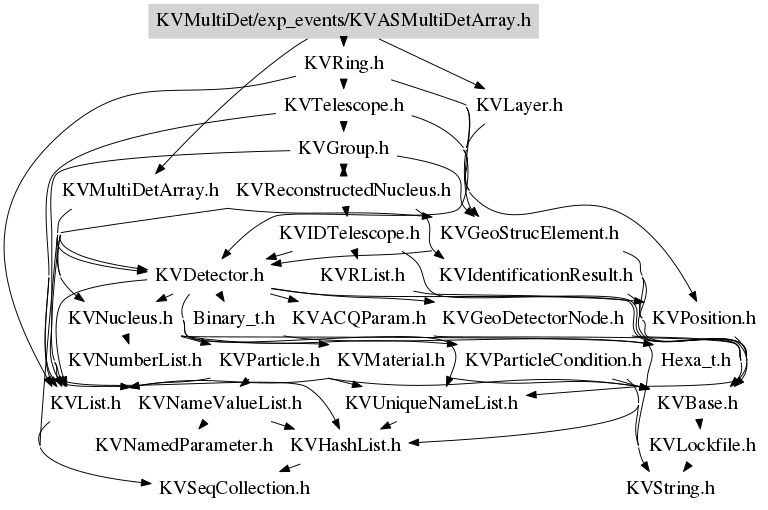 KVMultiDet/exp_events/KVASMultiDetArray.h
KVRing.h
KVTelescope.h
KVLayer.h
KVGroup.h
KVMultiDetArray.h
KVReconstructedNucleus.h
KVIDTelescope.h
KVGeoStrucElement.h
KVDetector.h
KVRList.h
KVIdentificationResult.h
KVNucleus.h
Binary_t.h
KVACQParam.h
KVGeoDetectorNode.h
KVPosition.h
KVNumberList.h
KVParticle.h
KVMaterial.h
KVParticleCondition.h
Hexa_t.h
KVList.h
KVNameValueList.h
KVUniqueNameList.h
KVBase.h
KVNamedParameter.h
KVHashList.h
KVLockfile.h
KVSeqCollection.h
KVString.h